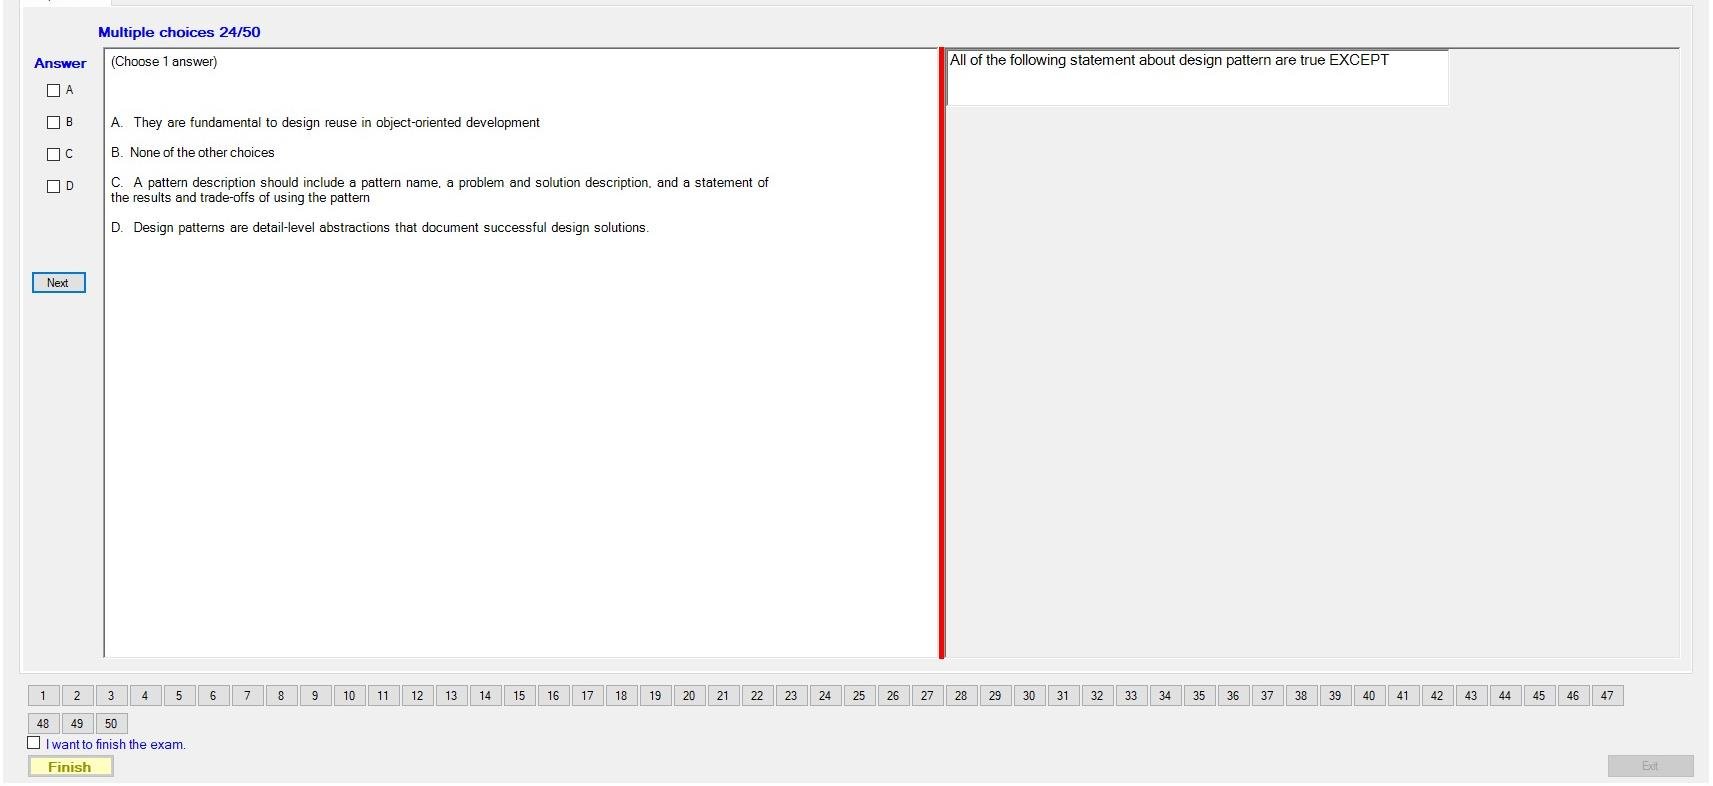 Multiple choices 24/50
Answer
A
B
C
D
Next
(Choose 1 answer)
A. They are fundamental to design reuse in object-oriented development
B. None of the other choices
C. A pattern description should include a pattern name, a problem and solution description, and a statement of
the results and trade-offs of using the pattern
D. Design patterns are detail-level abstractions that document successful design solutions.
All of the following statement about design pattern are true EXCEPT
1 2 3 4 5 6 7 8 9 10 11 12 13 14 15 16 17 18 19 20 21 22 23 24 25 26 27 28 29 30 31 32 33 34 35 36 37 38 39 40 41 42 43 44 45 46 47
48 49 50
I want to finish the exam.
Finish
Exit